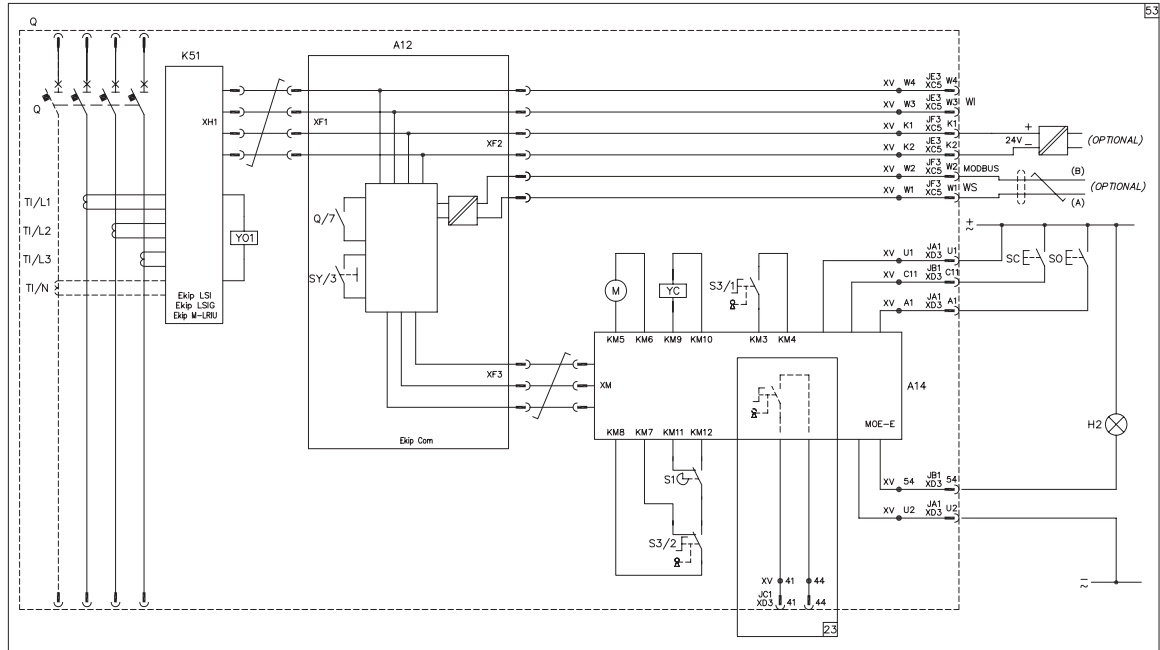 53
Q
K51
A12
Q
XH1
XF1
XF2
XV W4 JE3 XC5 W4
XV W3 JE3 XC5 W3 WI
XV K1 JF3 XC5 K1
XV K2 JE3 XC5 K2
24V + − (OPTIONAL)
XV W2 JF3 XC5 W2 MODBUS (B)
XV W1 JF3 XC5 W1 WS (A) (OPTIONAL)
TI/L1
TI/L2
TI/L3
TI/N
YO1
Ekip LSI
Ekip LSIG
Ekip M-LRIU
Q/7
SY/3
+
~
XV U1 JA1 XD3 U1
XV C11 JB1 XD3 C11
XV A1 JA1 XD3 A1
SC
SO
M
YC
S3/1
KM5 KM6 KM9 KM10 KM3 KM4
XF3
XM
A14
MOE-E
KM8 KM7 KM11 KM12
Ekip Com
H2
S1
S3/2
XV 54 JB1 XD3 54
XV U2 JA1 XD3 U2
−
~
XV 41 44
JC1
XD3 41 44
23